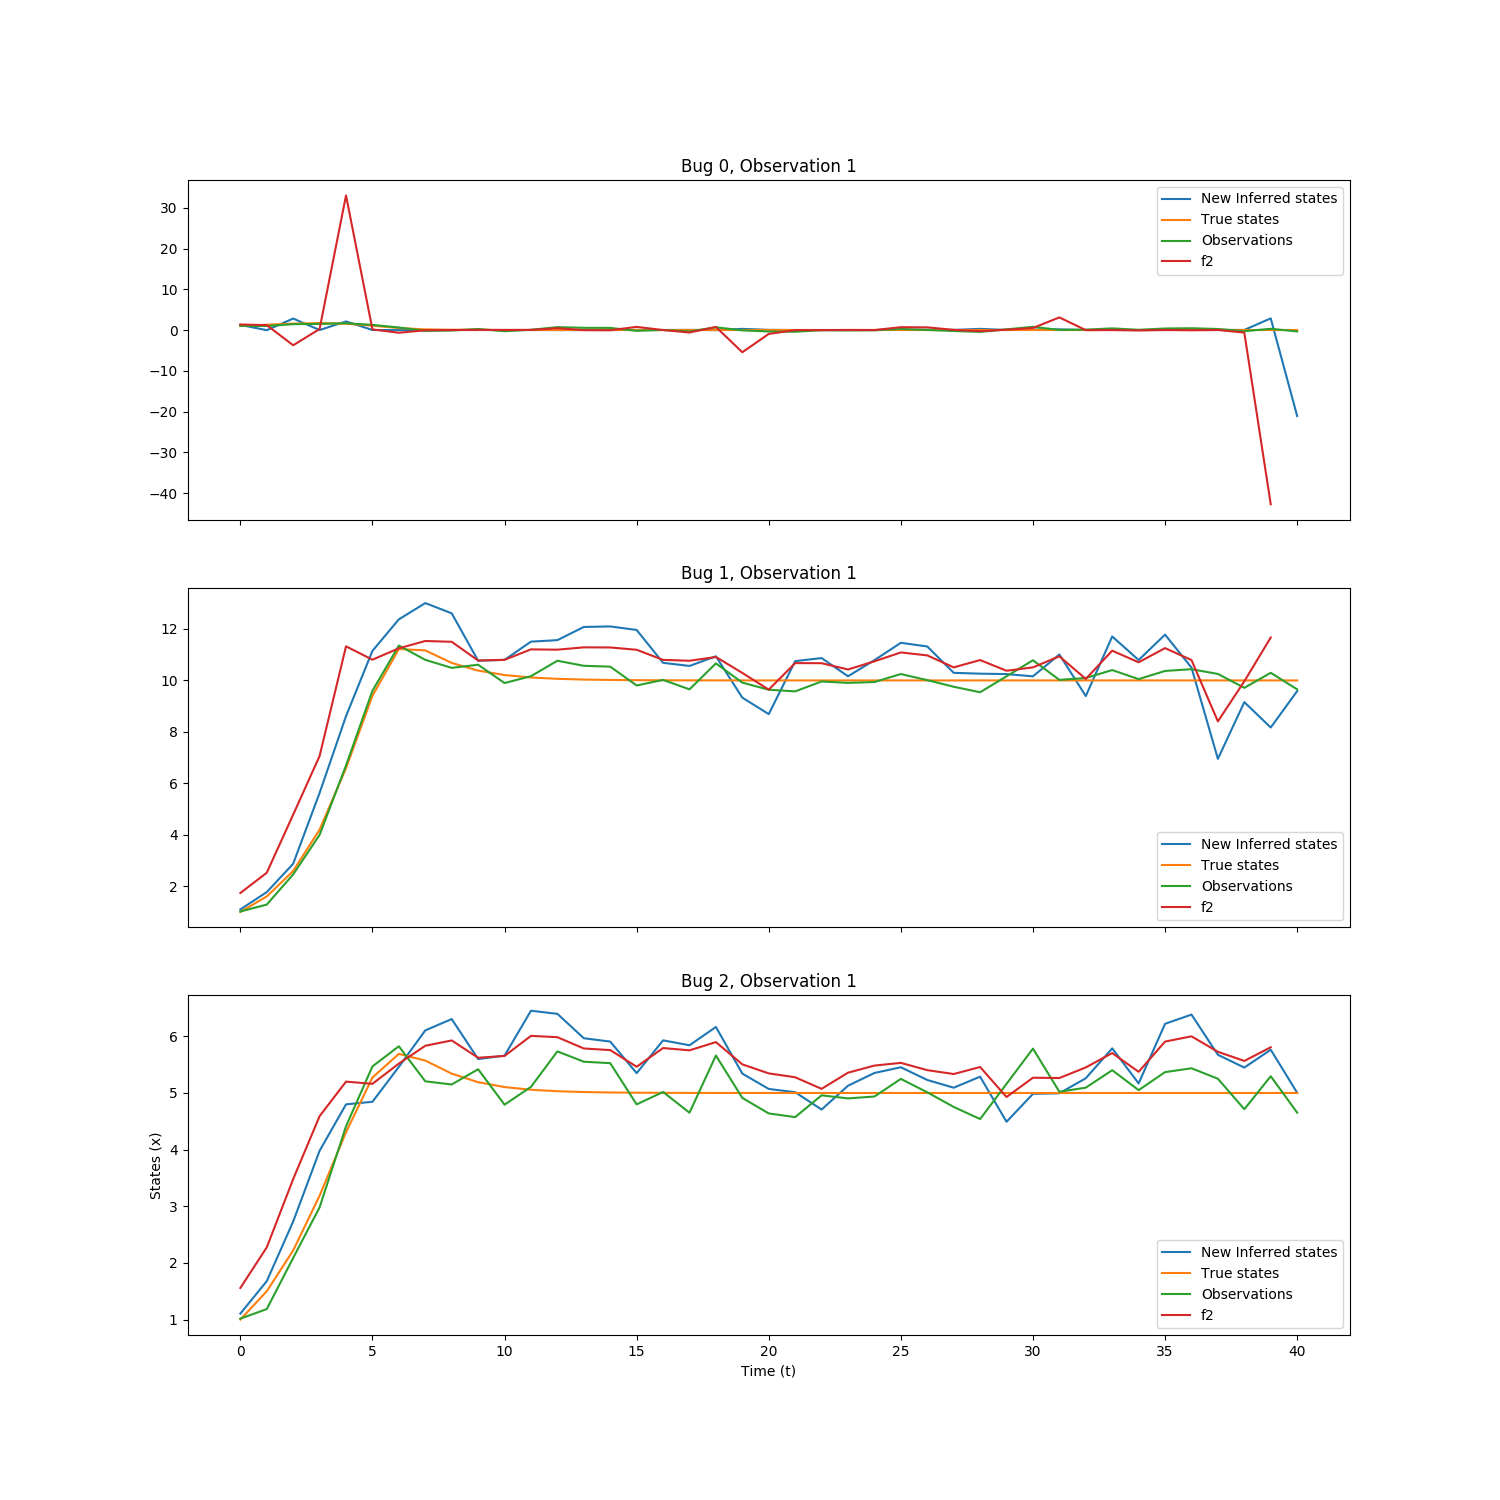 Bug 0, Observation 1
30
20
10
0
−10
−20
−30
−40
New Inferred states
True states
Observations
f2
Bug 1, Observation 1
12
10
8
6
4
2
New Inferred states
True states
Observations
f2
Bug 2, Observation 1
6
5
4
3
2
1
States (x)
New Inferred states
True states
Observations
f2
0 5 10 15 20 25 30 35 40
Time (t)